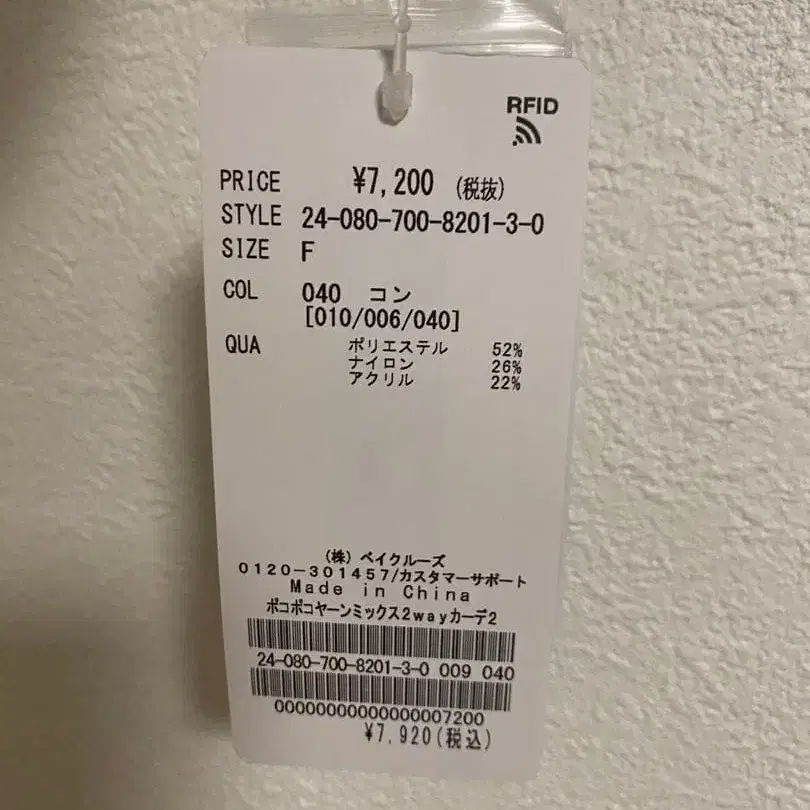 RFID
PRICE ¥7,200 (税抜)
STYLE 24-080-700-8201-3-0
SIZE F
COL 040 コン
[010/006/040]
QUA ポリエステル 52%
ナイロン 26%
アクリル 22%
(株) ベイクルーズ
0120-301457/カスタマーサポート
Made in China
ポコポコヤーンミックス2wayカーデ2
24-080-700-8201-3-0 009 040
00000000000000007200
¥7,920(税込)